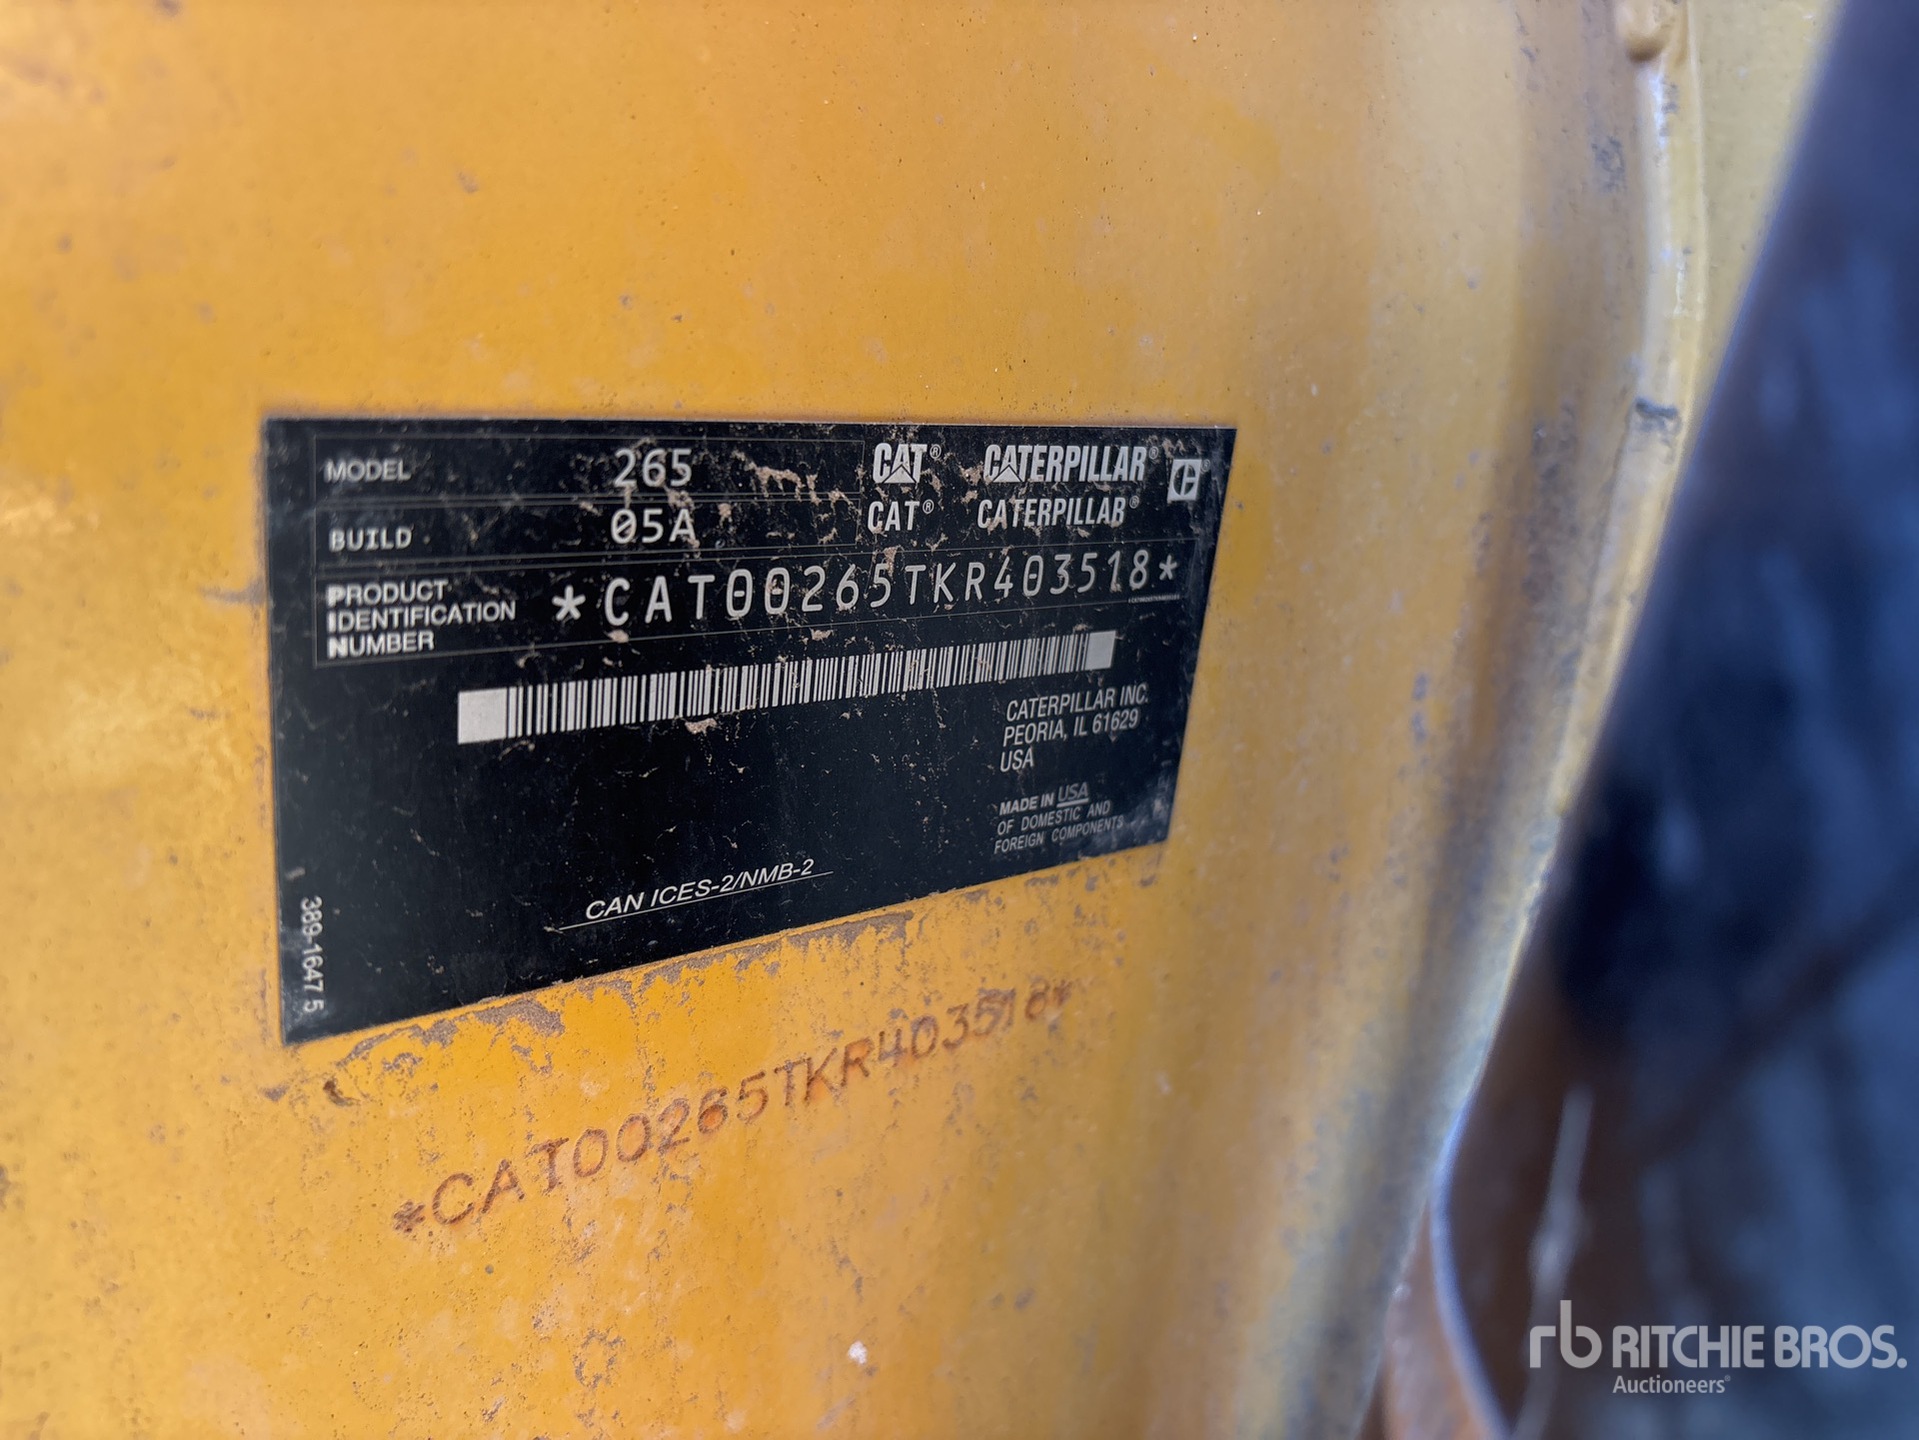 MODEL 265
BUILD 05A
CAT® CATERPILLAR®
CAT® CATERPILLAR®
PRODUCT
IDENTIFICATION
NUMBER
*CAT00265TKR403518*
CATERPILLAR INC.
PEORIA, IL 61629
USA
MADE IN USA
OF DOMESTIC AND
FOREIGN COMPONENTS
CAN ICES-2/NMB-2
389-1647 5
*CAT00265TKR403518*
rb RITCHIE BROS.
Auctioneers®